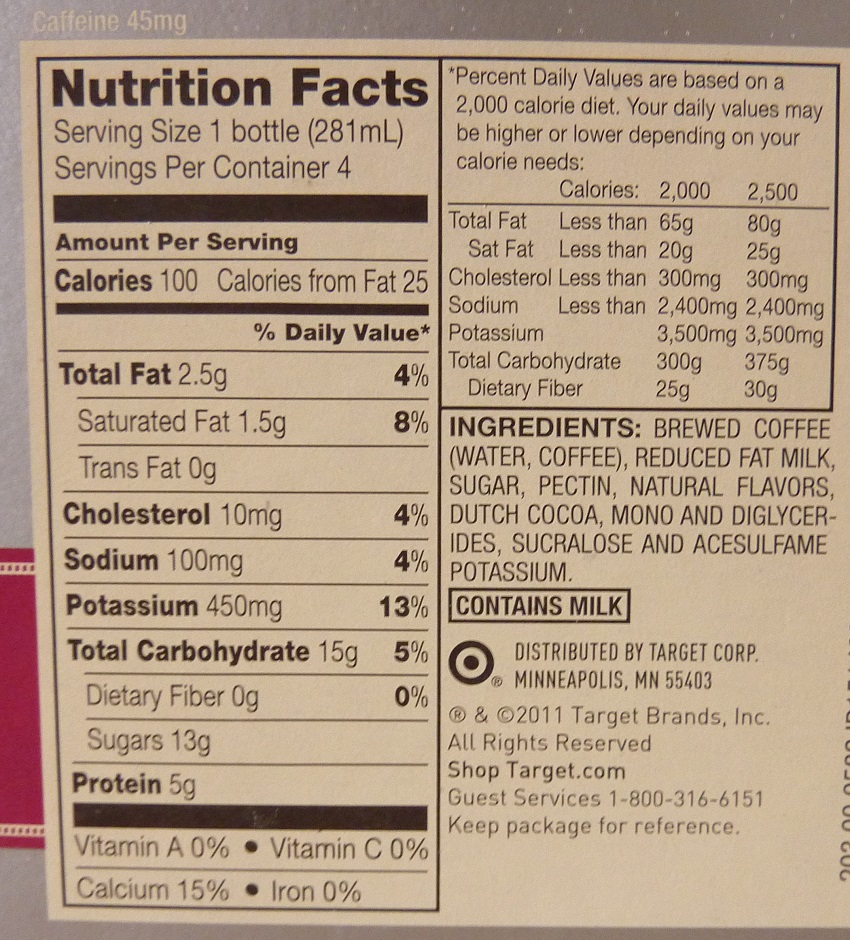 Caffeine 45mg
Nutrition Facts
Serving Size 1 bottle (281mL)
Servings Per Container 4
Amount Per Serving
Calories 100 Calories from Fat 25
% Daily Value*
Total Fat 2.5g 4%
Saturated Fat 1.5g 8%
Trans Fat 0g
Cholesterol 10mg 4%
Sodium 100mg 4%
Potassium 450mg 13%
Total Carbohydrate 15g 5%
Dietary Fiber 0g 0%
Sugars 13g
Protein 5g
Vitamin A 0% • Vitamin C 0%
Calcium 15% • Iron 0%
*Percent Daily Values are based on a
2,000 calorie diet. Your daily values may
be higher or lower depending on your
calorie needs:
Calories: 2,000 2,500
Total Fat Less than 65g 80g
Sat Fat Less than 20g 25g
Cholesterol Less than 300mg 300mg
Sodium Less than 2,400mg 2,400mg
Potassium 3,500mg 3,500mg
Total Carbohydrate 300g 375g
Dietary Fiber 25g 30g
INGREDIENTS: BREWED COFFEE
(WATER, COFFEE), REDUCED FAT MILK,
SUGAR, PECTIN, NATURAL FLAVORS,
DUTCH COCOA, MONO AND DIGLYCER-
IDES, SUCRALOSE AND ACESULFAME
POTASSIUM.
CONTAINS MILK
® DISTRIBUTED BY TARGET CORP.
MINNEAPOLIS, MN 55403
® & ©2011 Target Brands, Inc.
All Rights Reserved
Shop Target.com
Guest Services 1-800-316-6151
Keep package for reference.